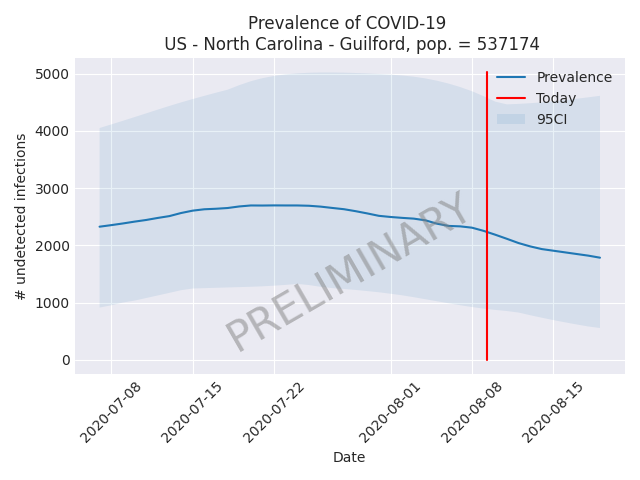 Prevalence of COVID-19
US - North Carolina - Guilford, pop. = 537174
# undetected infections
5000
4000
3000
2000
1000
0
Prevalence
Today
95CI
PRELIMINARY
2020-07-08
2020-07-15
2020-07-22
2020-08-01
2020-08-08
2020-08-15
Date